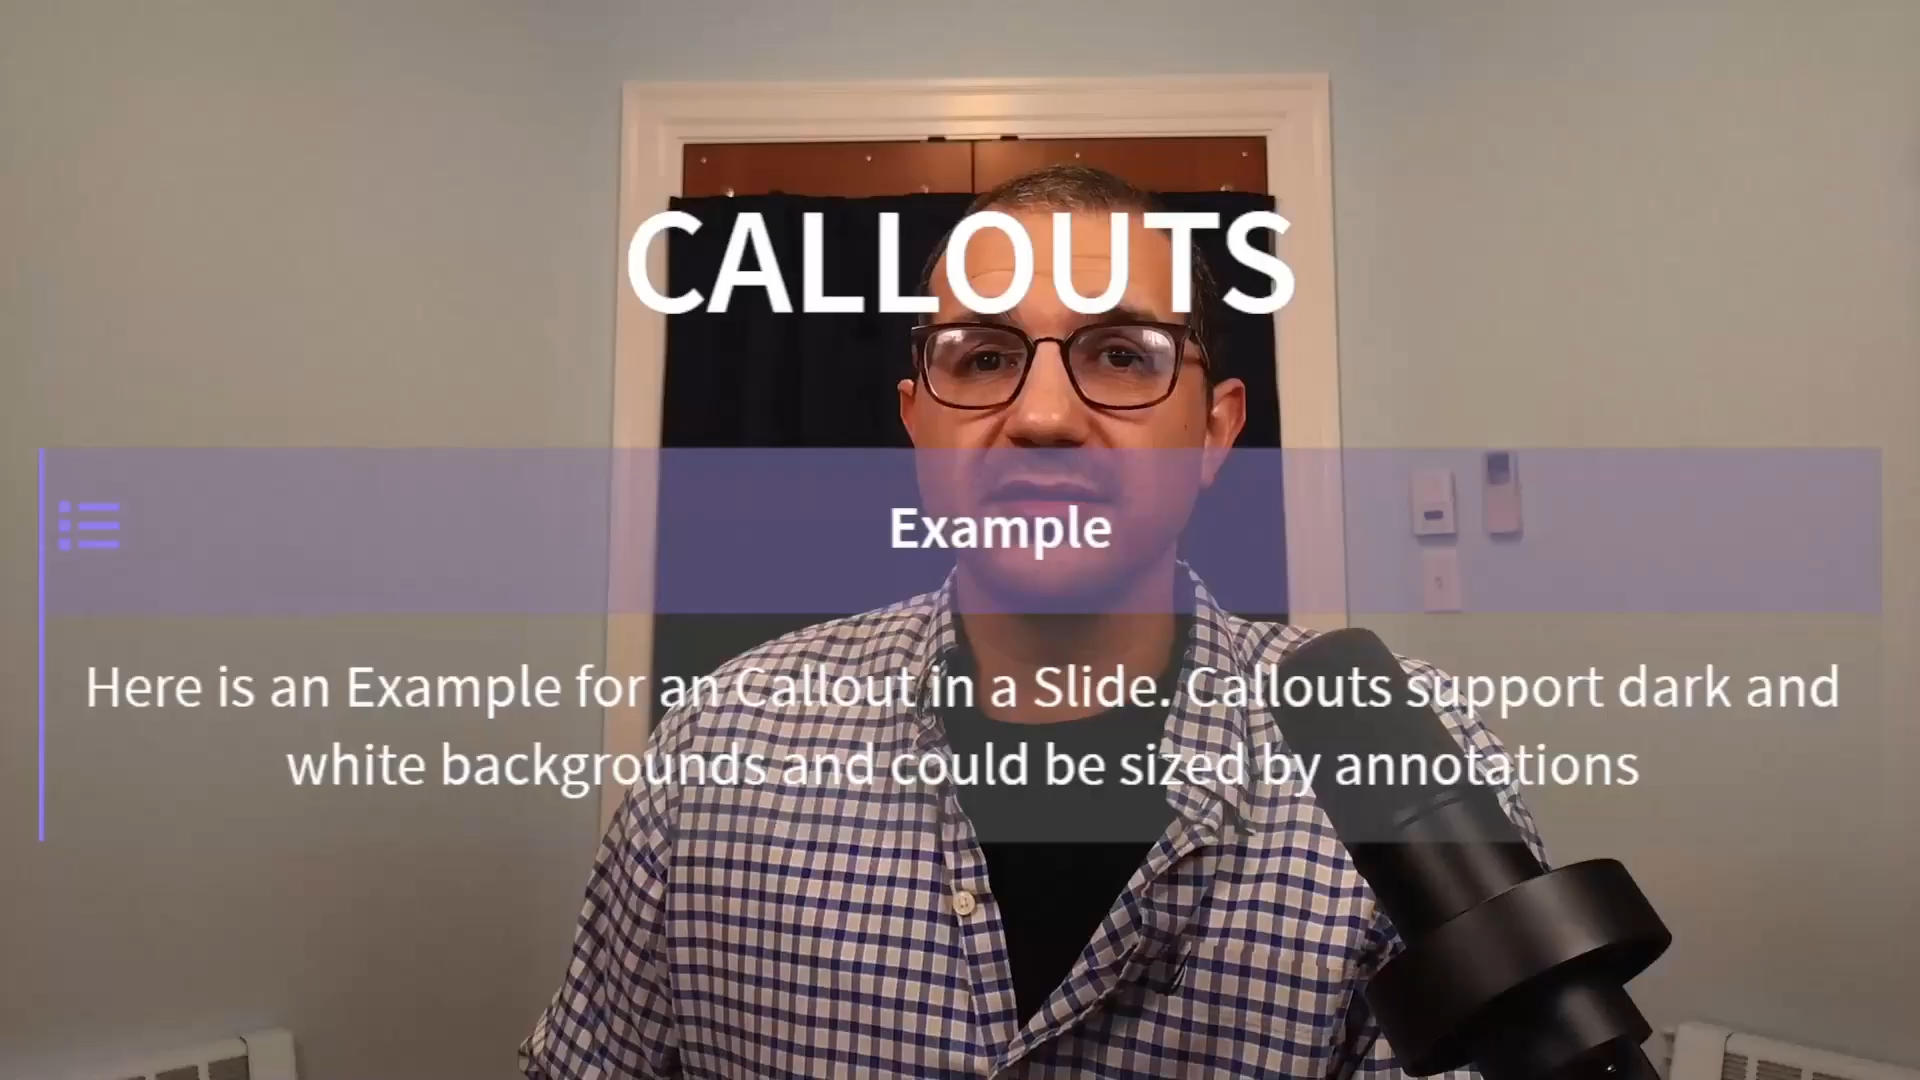 CALLOUTS
Example
Here is an Example for an Callout in a Slide. Callouts support dark and
white backgrounds and could be sized by annotations